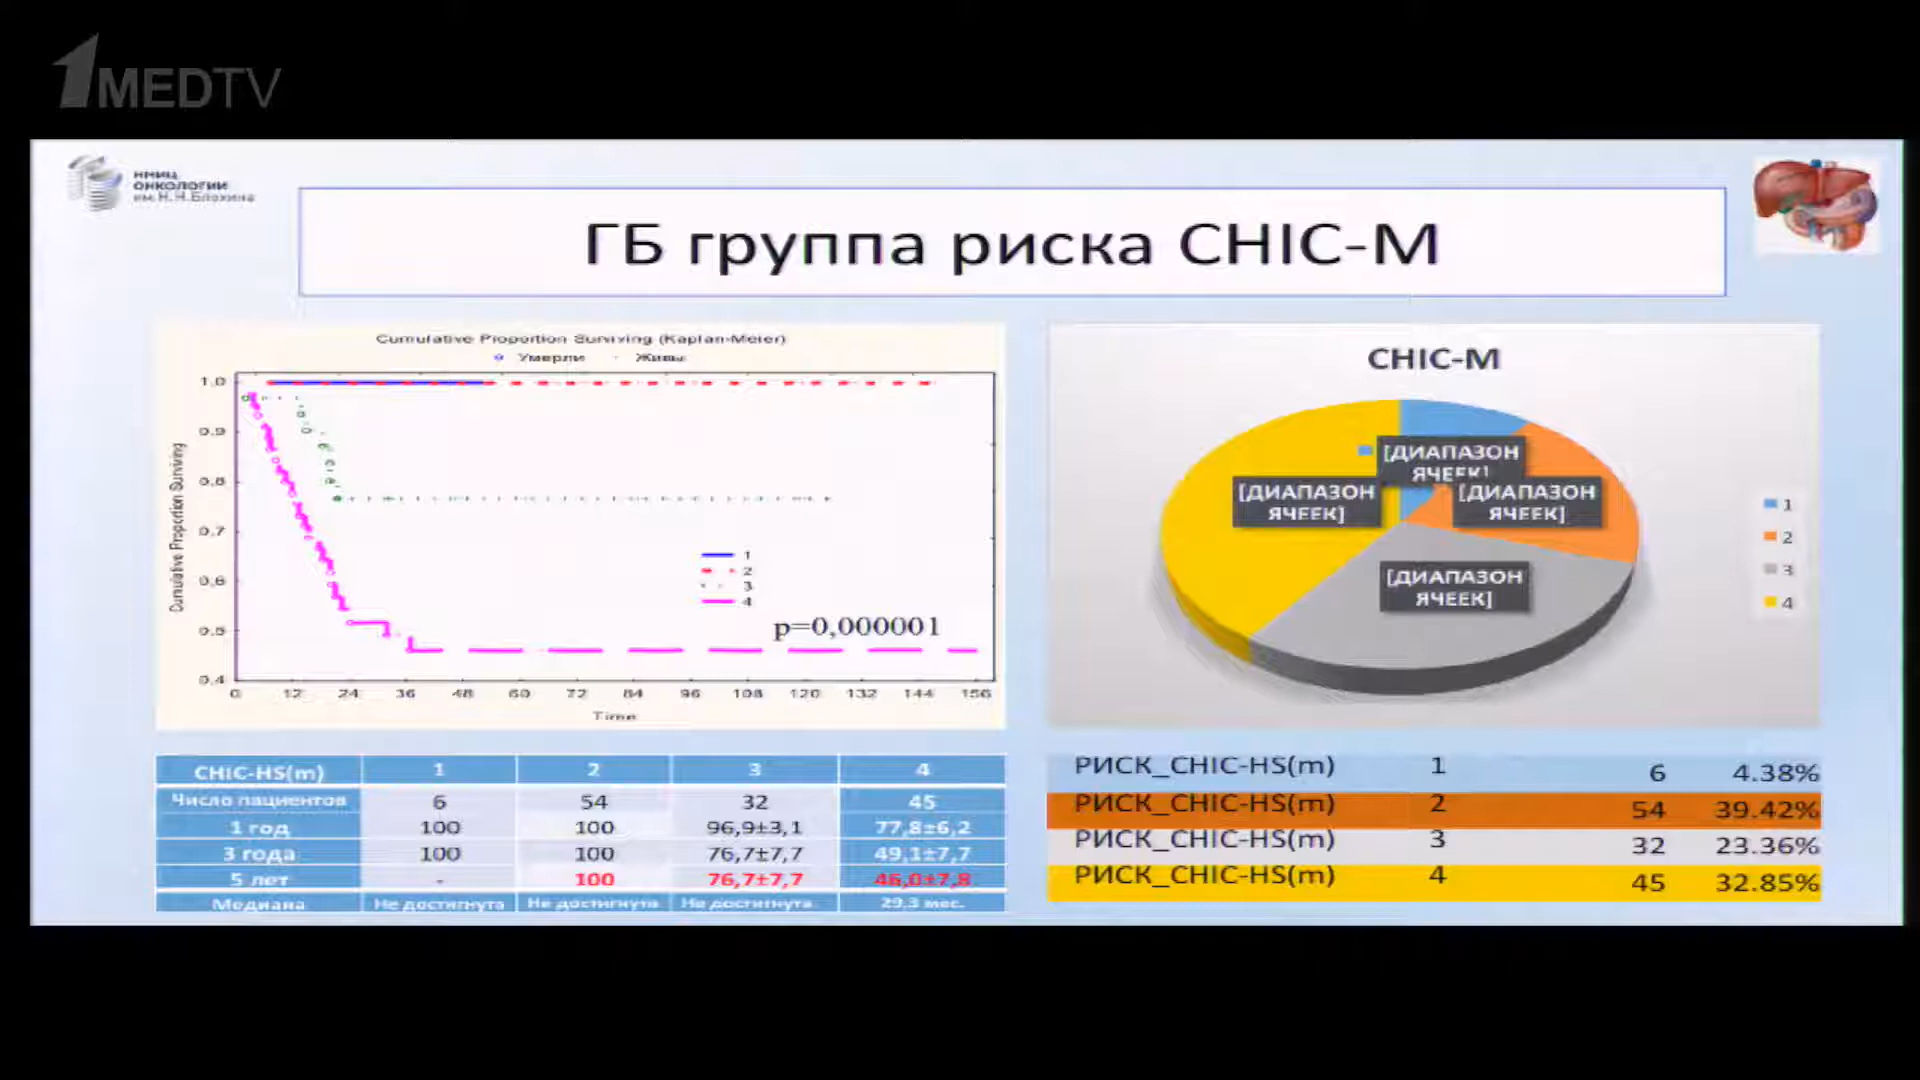 1MEDTV
НМИЦ
ОНКОЛОГИИ
им.Н.Н.Блохина
ГБ группа риска CHIC-M
Cumulative Proportion Surviving (Kaplan-Meier)
Умерли Живы
Cumulative Proportion Surviving
1.0
0.9
0.8
0.7
0.6
0.5
0.4
1
2
3
4
p=0,000001
0 12 24 36 48 60 72 84 96 108 120 132 144 156
Time
CHIC-M
[ДИАПАЗОН
ЯЧЕЕК]
[ДИАПАЗОН
ЯЧЕЕК]
[ДИАПАЗОН
ЯЧЕЕК]
[ДИАПАЗОН
ЯЧЕЕК]
1
2
3
4
CHIC-HS(m) 1 2 3 4
Число пациентов 6 54 32 45
1 год 100 100 96,9±3,1 77,8±6,2
3 года 100 100 76,7±7,7 49,1±7,7
5 лет - 100 76,7±7,7 46,0±7,8
Медиана Не достигнута Не достигнута Не достигнута 29,3 мес.
РИСК_CHIC-HS(m) 1 6 4.38%
РИСК_CHIC-HS(m) 2 54 39.42%
РИСК_CHIC-HS(m) 3 32 23.36%
РИСК_CHIC-HS(m) 4 45 32.85%